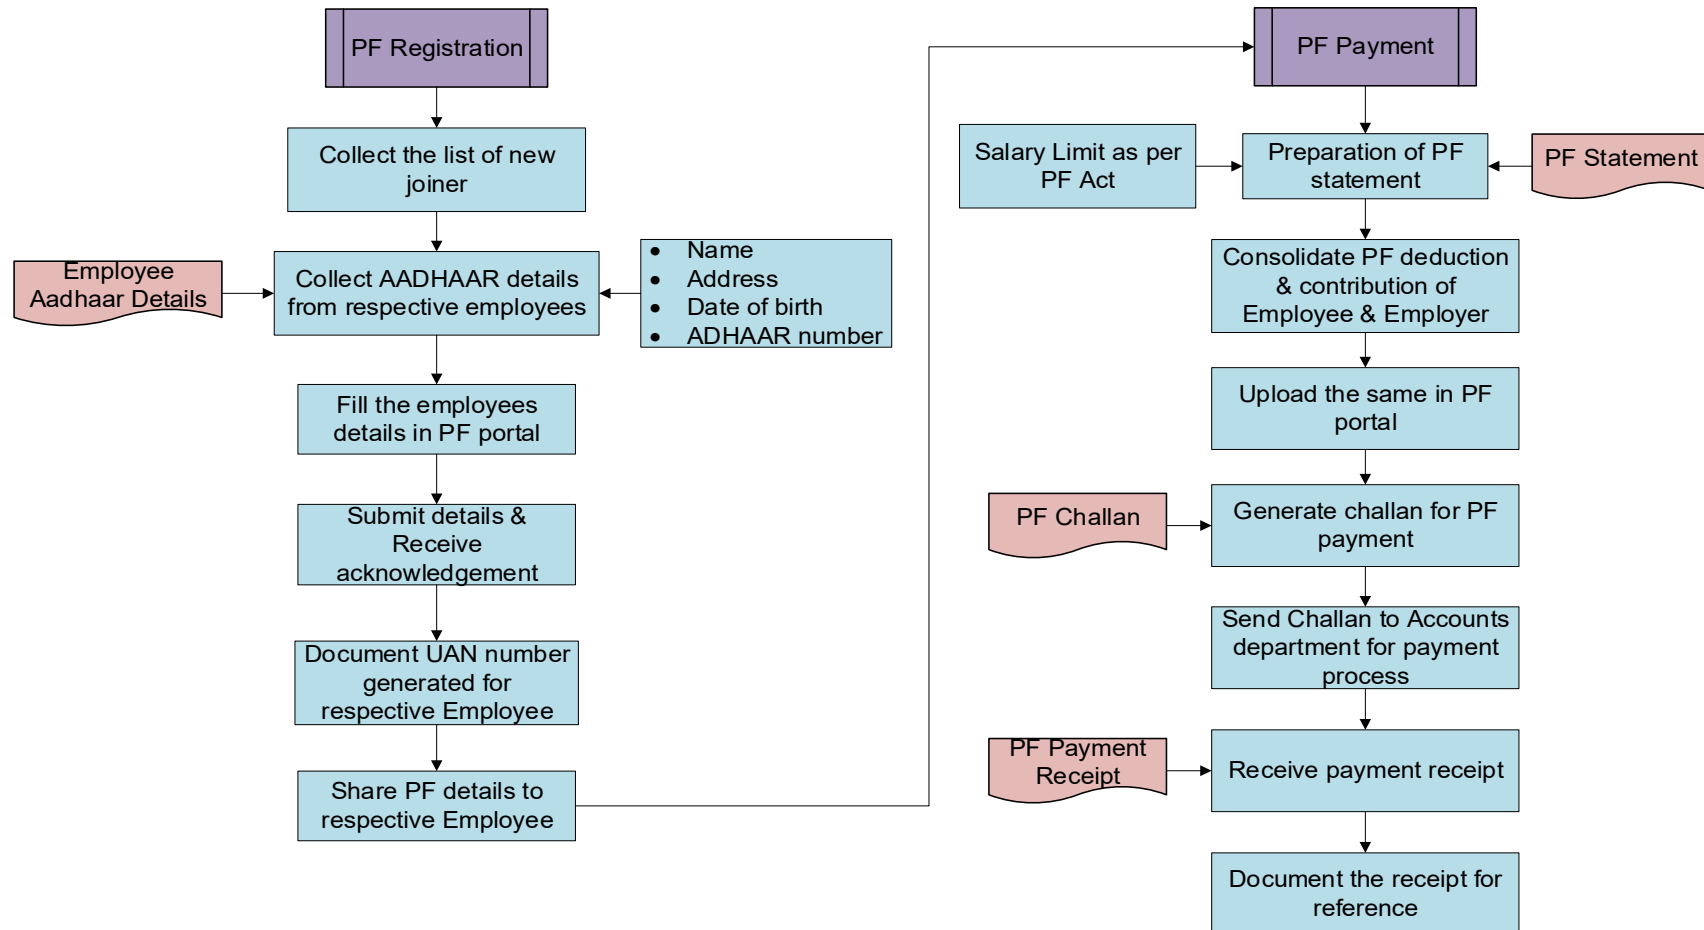 PF Registration
Collect the list of new
joiner
Employee
Aadhaar Details
Collect AADHAAR details
from respective employees
• Name
• Address
• Date of birth
• ADHAAR number
Fill the employees
details in PF portal
Submit details &
Receive
acknowledgement
Document UAN number
generated for
respective Employee
Share PF details to
respective Employee
PF Payment
Salary Limit as per
PF Act
Preparation of PF
statement
PF Statement
Consolidate PF deduction
& contribution of
Employee & Employer
Upload the same in PF
portal
PF Challan
Generate challan for PF
payment
Send Challan to Accounts
department for payment
process
PF Payment
Receipt
Receive payment receipt
Document the receipt for
reference